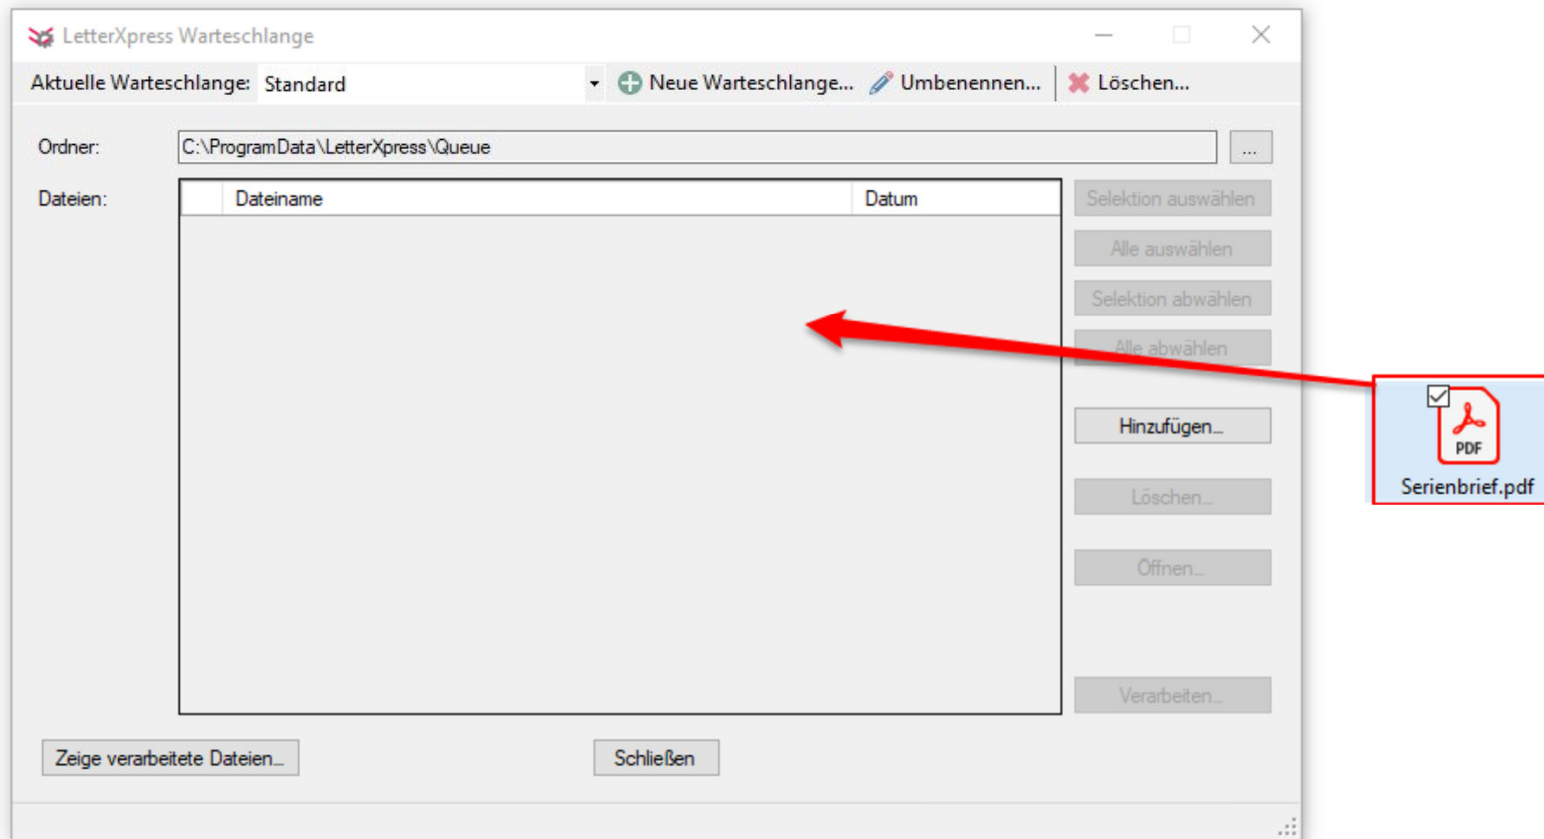 LetterXpress Warteschlange
Aktuelle Warteschlange: Standard Neue Warteschlange... Umbenennen... Löschen...
Ordner: C:\ProgramData\LetterXpress\Queue ...
Dateien: Dateiname Datum
Selektion auswählen
Alle auswählen
Selektion abwählen
Alle abwählen
Hinzufügen...
PDF
Serienbrief.pdf
Löschen...
Öffnen...
Verarbeiten...
Zeige verarbeitete Dateien... Schließen